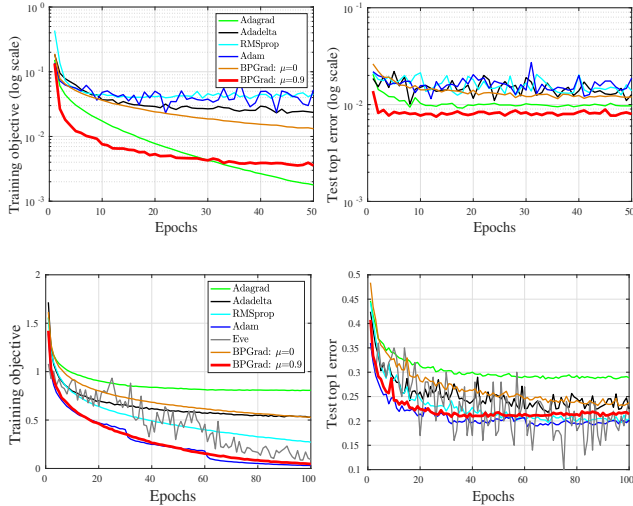 Training objective (log scale)
10^0
10^-1
10^-2
10^-3
0
10
20
30
40
50
Epochs
Adagrad
Adadelta
RMSprop
Adam
BPGrad: μ=0
BPGrad: μ=0.9
Test top1 error (log scale)
10^-1
10^-2
10^-3
0
10
20
30
40
50
Epochs
Training objective
2
1.5
1
0.5
0
0
20
40
60
80
100
Epochs
Adagrad
Adadelta
RMSprop
Adam
Eve
BPGrad: μ=0
BPGrad: μ=0.9
Test top1 error
0.5
0.45
0.4
0.35
0.3
0.25
0.2
0.15
0.1
0
20
40
60
80
100
Epochs